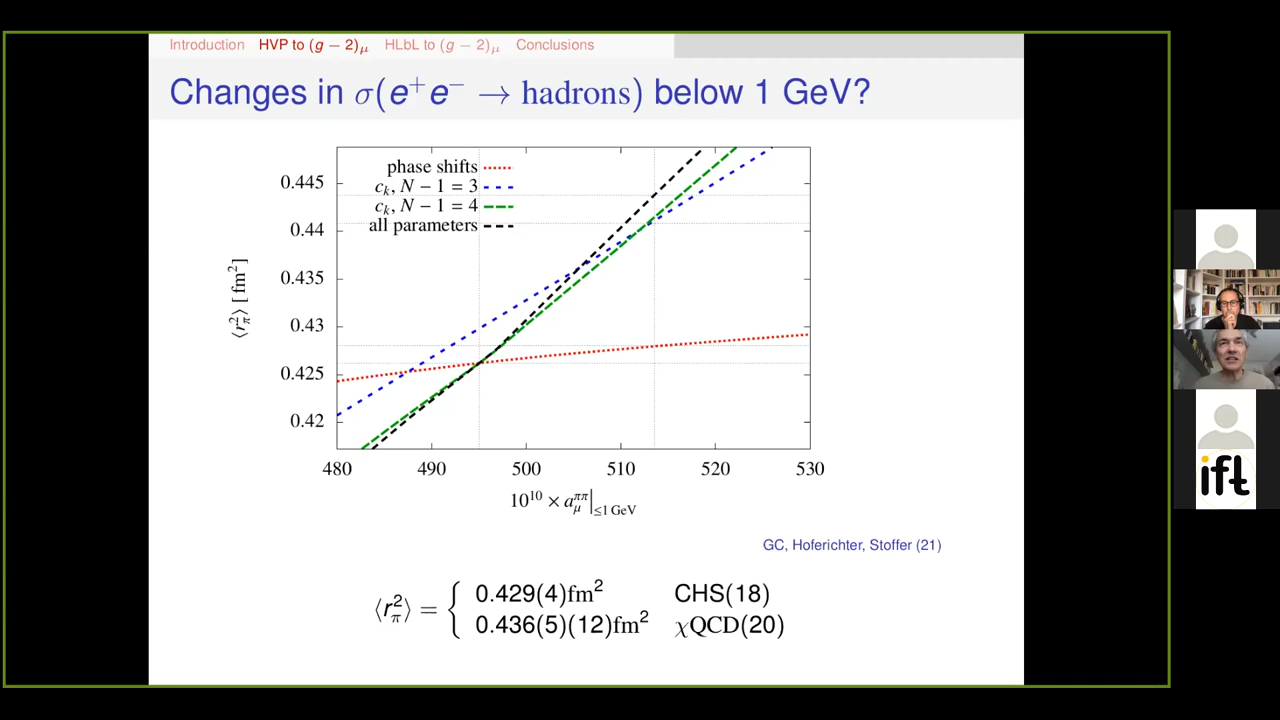 Introduction HVP to (g − 2)μ HLbL to (g − 2)μ Conclusions
Changes in σ(e⁺e⁻ → hadrons) below 1 GeV?
phase shifts
cₖ, N − 1 = 3
cₖ, N − 1 = 4
all parameters
0.445
0.44
0.435
0.43
0.425
0.42
⟨r²π⟩ [ fm²]
480 490 500 510 520 530
10¹⁰ × aμ^ππ|≤1 GeV
GC, Hoferichter, Stoffer (21)
⟨r²π⟩ = { 0.429(4)fm² CHS(18)
0.436(5)(12)fm² χQCD(20)
ift